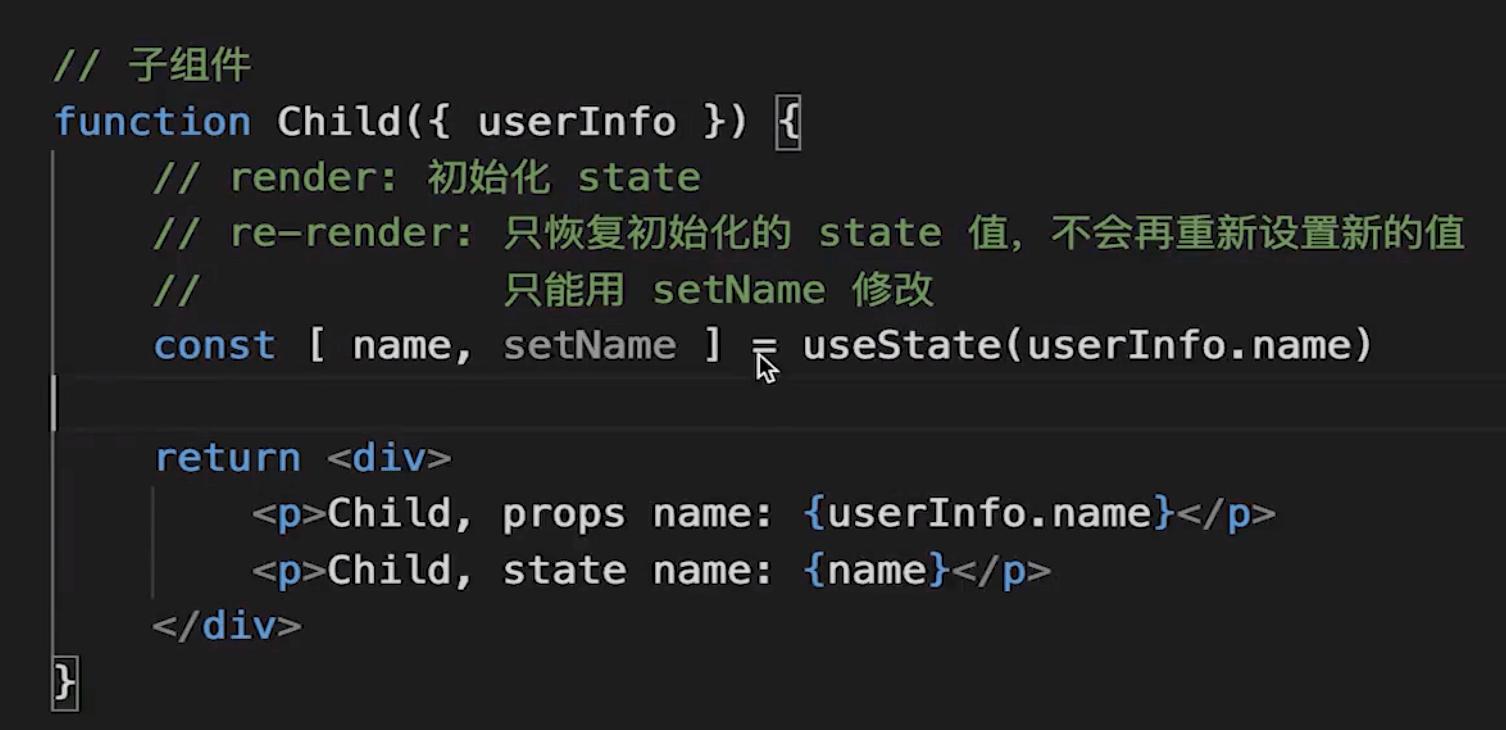 // 子组件
function Child({ userInfo }) {
    // render: 初始化 state
    // re-render: 只恢复初始化的 state 值，不会再重新设置新的值
    //            只能用 setName 修改
    const [ name, setName ] = useState(userInfo.name)

    return <div>
        <p>Child, props name: {userInfo.name}</p>
        <p>Child, state name: {name}</p>
    </div>
}